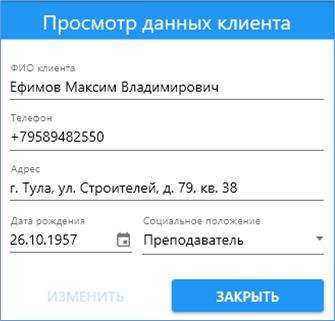 Просмотр данных клиента
ФИО клиента
Ефимов Максим Владимирович
Телефон
+79589482550
Адрес
г. Тула, ул. Строителей, д. 79, кв. 38
Дата рождения Социальное положение
26.10.1957 Преподаватель
ИЗМЕНИТЬ ЗАКРЫТЬ